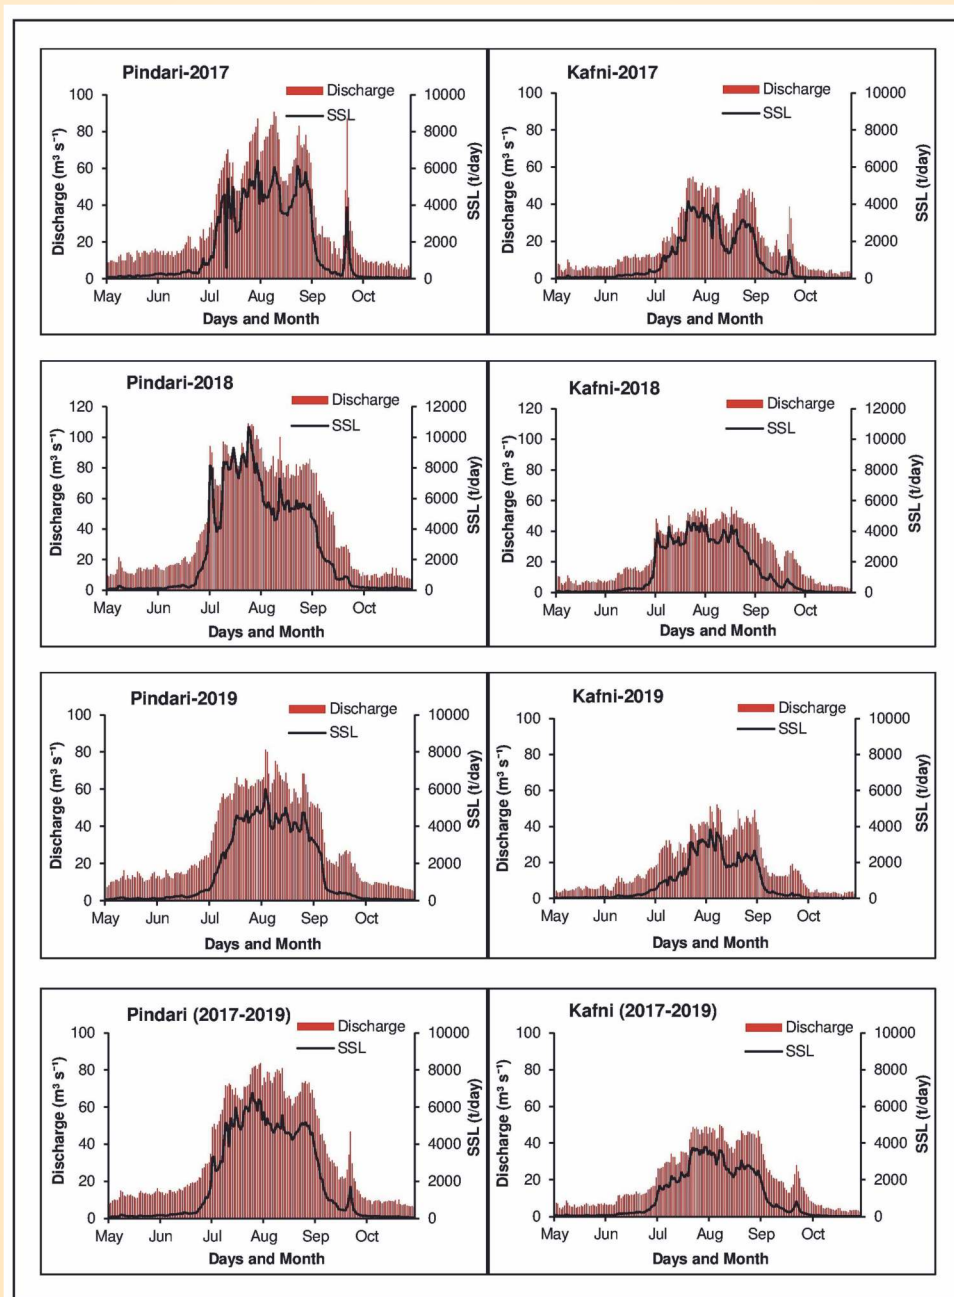 Pindari-2017
Discharge
SSL
Discharge (m³ s⁻¹)
100
80
60
40
20
0
10000
8000
6000
4000
2000
0
SSL (t/day)
May Jun Jul Aug Sep Oct
Days and Month
Kafni-2017
Discharge
SSL
Discharge (m³ s⁻¹)
100
80
60
40
20
0
10000
8000
6000
4000
2000
0
SSL (t/day)
May Jun Jul Aug Sep Oct
Days and Month
Pindari-2018
Discharge
SSL
Discharge (m³ s⁻¹)
120
100
80
60
40
20
0
12000
10000
8000
6000
4000
2000
0
SSL (t/day)
May Jun Jul Aug Sep Oct
Days and Month
Kafni-2018
Discharge
SSL
Discharge (m³ s⁻¹)
120
100
80
60
40
20
0
12000
10000
8000
6000
4000
2000
0
SSL (t/day)
May Jun Jul Aug Sep Oct
Days and Month
Pindari-2019
Discharge
SSL
Discharge (m³ s⁻¹)
100
80
60
40
20
0
10000
8000
6000
4000
2000
0
SSL (t/day)
May Jun Jul Aug Sep Oct
Days and Month
Kafni-2019
Discharge
SSL
Discharge (m³ s⁻¹)
100
80
60
40
20
0
10000
8000
6000
4000
2000
0
SSL (t/day)
May Jun Jul Aug Sep Oct
Days and Month
Pindari (2017-2019)
Discharge
SSL
Discharge (m³ s⁻¹)
100
80
60
40
20
0
10000
8000
6000
4000
2000
0
SSL (t/day)
May Jun Jul Aug Sep Oct
Days and Month
Kafni (2017-2019)
Discharge
SSL
Discharge (m³ s⁻¹)
100
80
60
40
20
0
10000
8000
6000
4000
2000
0
SSL (t/day)
May Jun Jul Aug Sep Oct
Days and Month